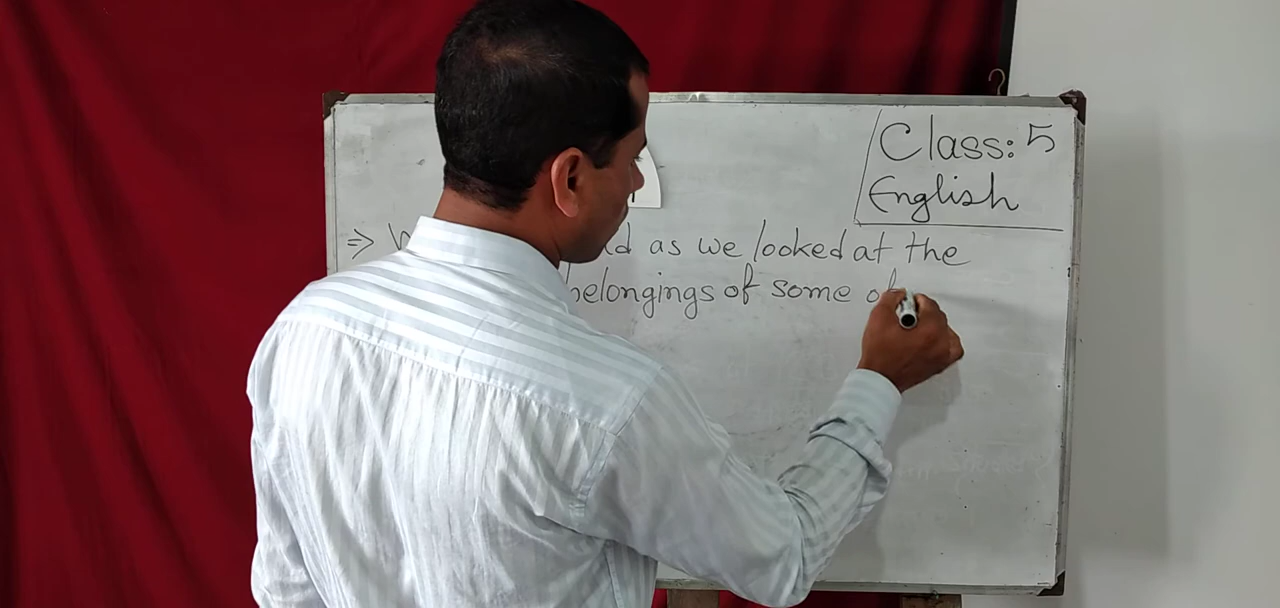 Class: 5
English
⇒ as we looked at the
belongings of some of